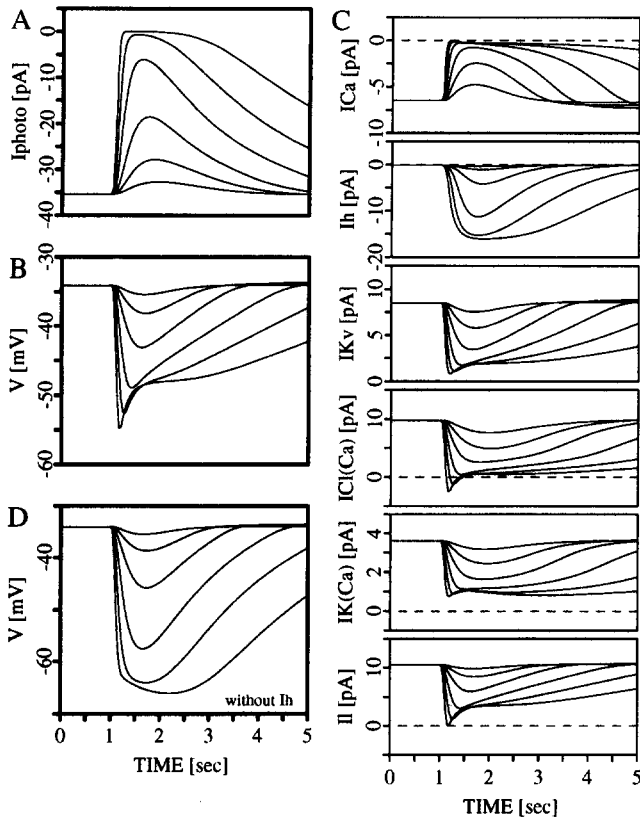 A
Iphoto [pA]
0
-10
-20
-30
-40
B
V [mV]
-30
-40
-50
-60
D
V [mV]
-40
-60
without Ih
0 1 2 3 4 5
TIME [sec]
C
ICa [pA]
0
-5
-10
Ih [pA]
0
-10
-20
IKv [pA]
10
5
0
ICl(Ca) [pA]
10
0
IK(Ca) [pA]
4
2
0
Il [pA]
10
0
0 1 2 3 4 5
TIME [sec]